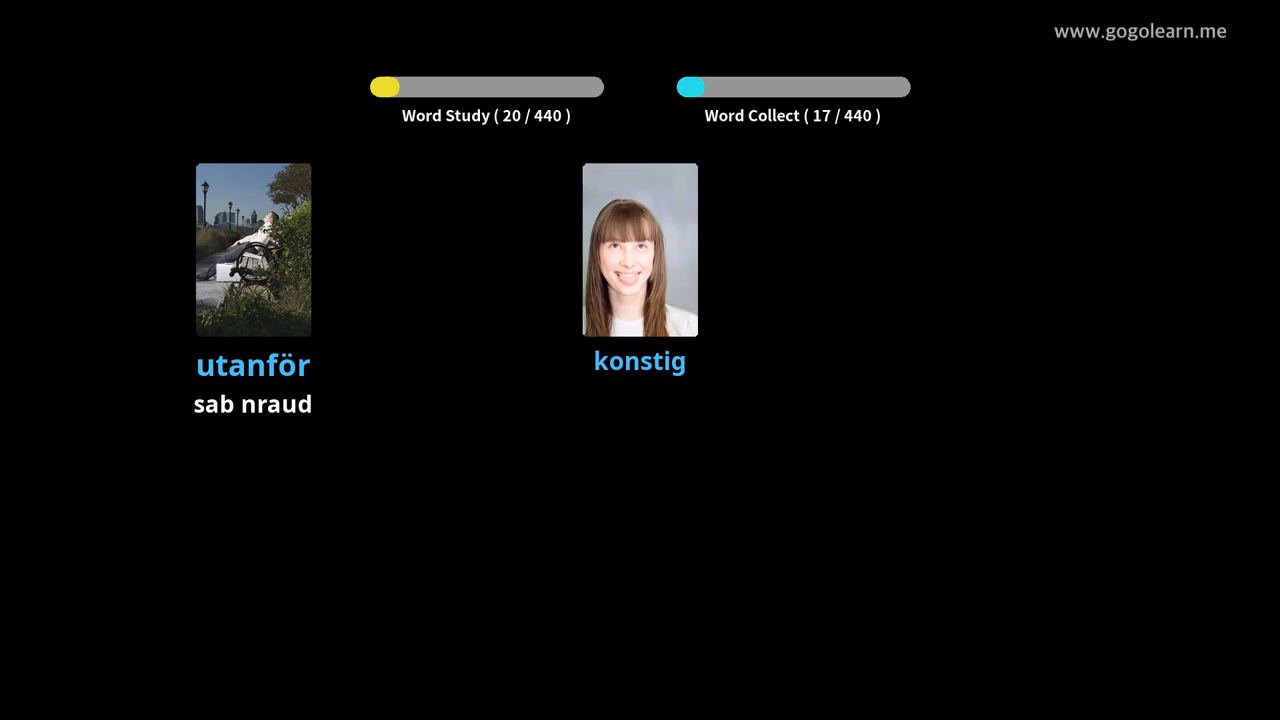 www.gogolearn.me
Word Study ( 20 / 440 )
Word Collect ( 17 / 440 )
utanför
sab nraud
konstig